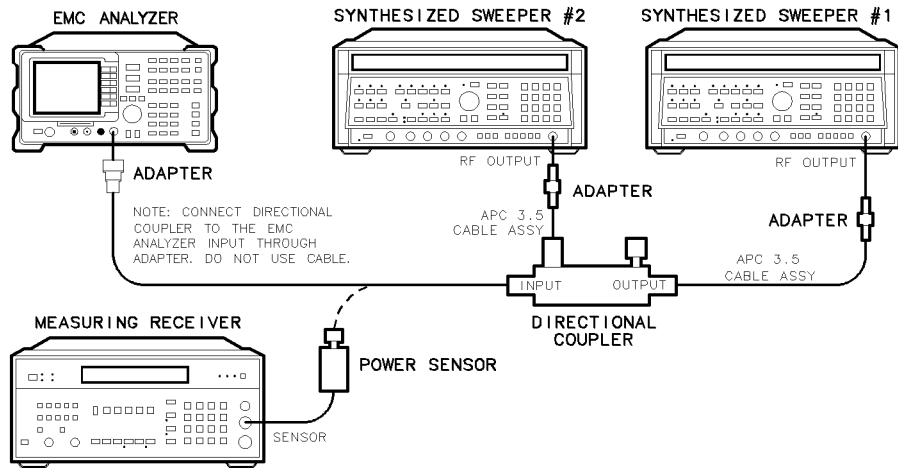 EMC ANALYZER
SYNTHESIZED SWEEPER #2
SYNTHESIZED SWEEPER #1
RF OUTPUT
RF OUTPUT
ADAPTER
ADAPTER
ADAPTER
NOTE: CONNECT DIRECTIONAL
COUPLER TO THE EMC
ANALYZER INPUT THROUGH
ADAPTER. DO NOT USE CABLE.
APC 3.5
CABLE ASSY
APC 3.5
CABLE ASSY
INPUT
OUTPUT
DIRECTIONAL
COUPLER
MEASURING RECEIVER
POWER SENSOR
SENSOR